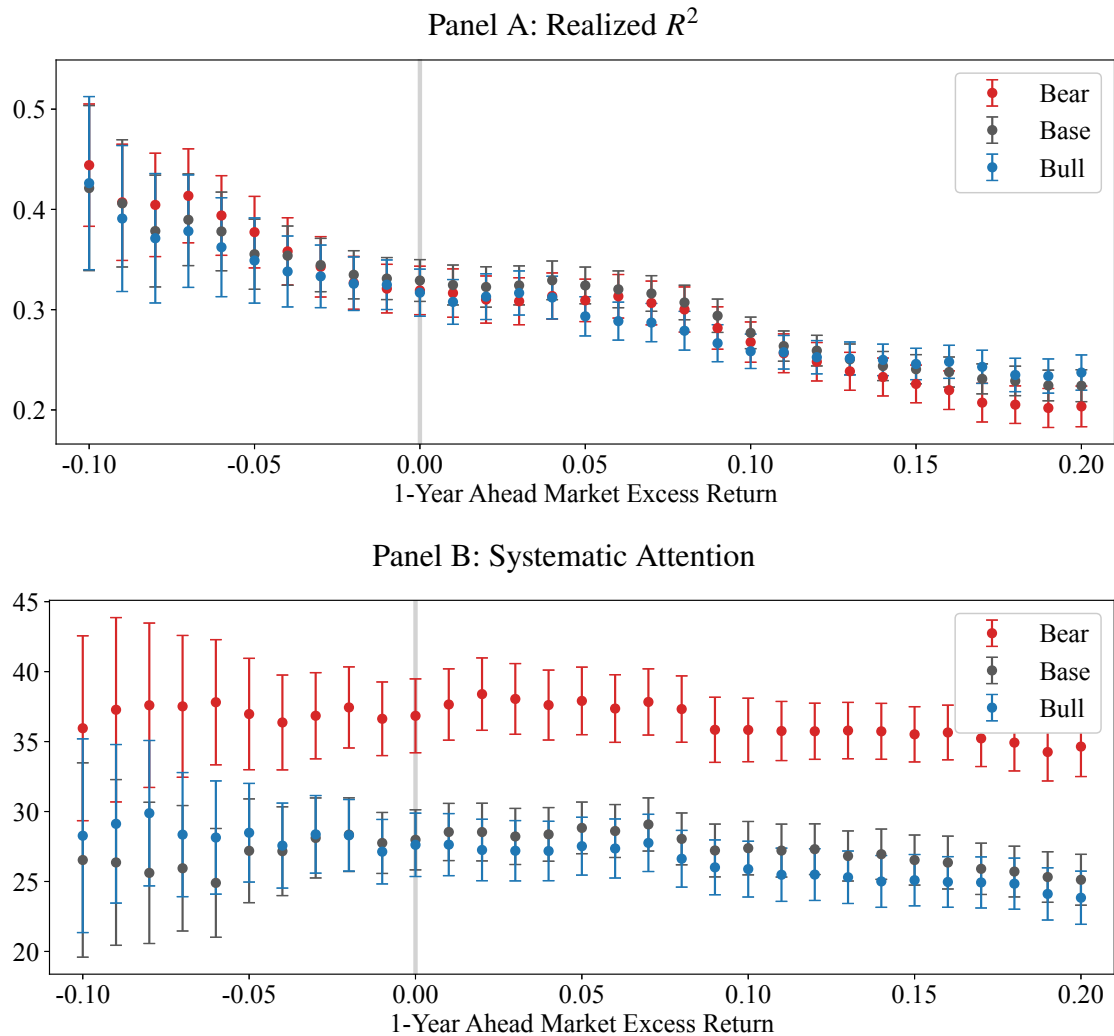 Panel A: Realized R²
0.5
0.4
0.3
0.2
Bear
Base
Bull
-0.10 -0.05 0.00 0.05 0.10 0.15 0.20
1-Year Ahead Market Excess Return
Panel B: Systematic Attention
45
40
35
30
25
20
Bear
Base
Bull
-0.10 -0.05 0.00 0.05 0.10 0.15 0.20
1-Year Ahead Market Excess Return